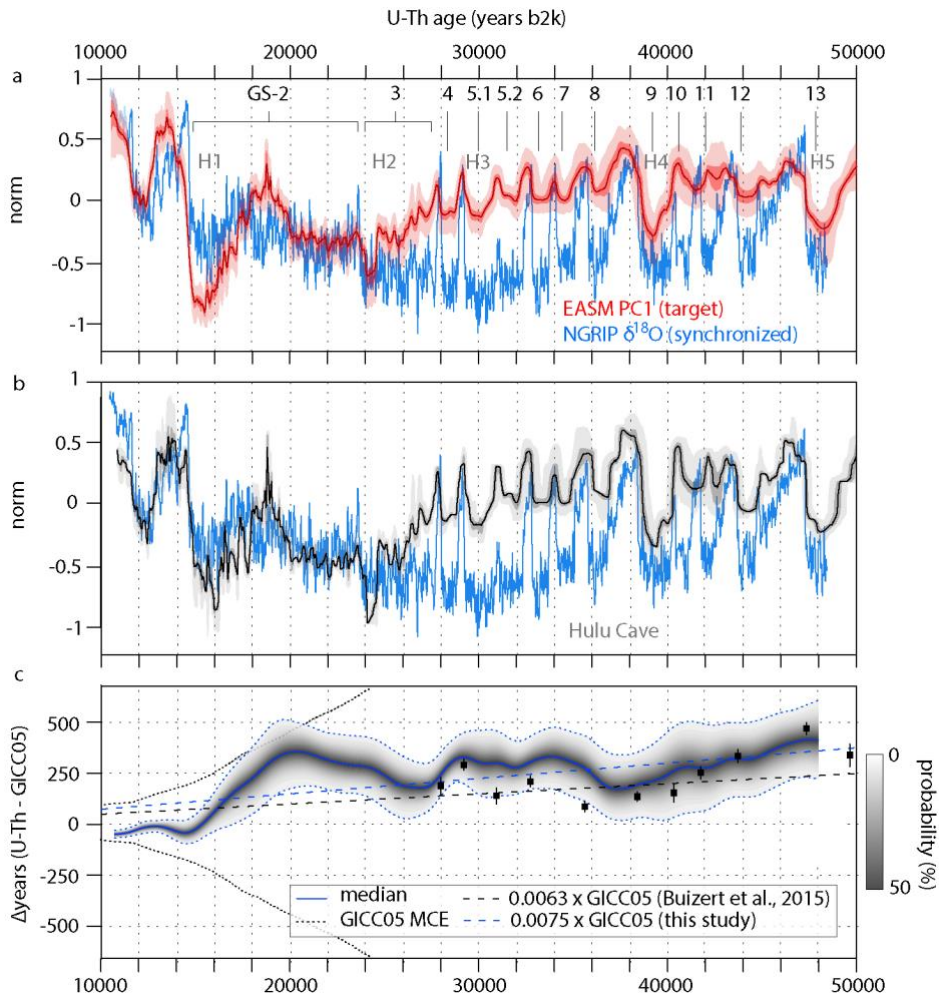 U-Th age (years b2k)
10000 20000 30000 40000 50000
a
1
0.5
0
-0.5
-1
norm
GS-2 3 4 5.1 5.2 6 7 8 9 10 11 12 13
H1 H2 H3 H4 H5
EASM PC1 (target)
NGRIP δ18O (synchronized)
b
1
0.5
0
-0.5
-1
norm
Hulu Cave
c
500
250
0
-250
-500
Δyears (U-Th - GICC05)
0
50
probability (%)
median
GICC05 MCE
0.0063 x GICC05 (Buizert et al., 2015)
0.0075 x GICC05 (this study)
10000 20000 30000 40000 50000